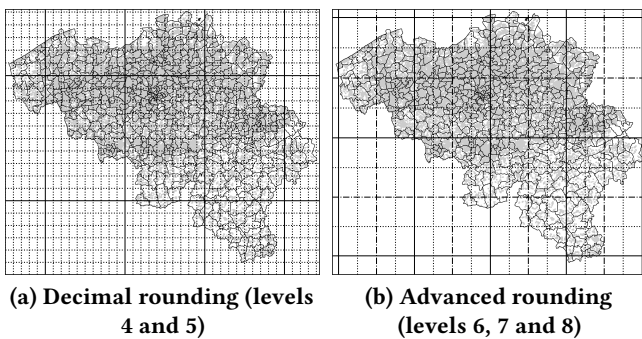 (a) Decimal rounding (levels
4 and 5)
(b) Advanced rounding
(levels 6, 7 and 8)